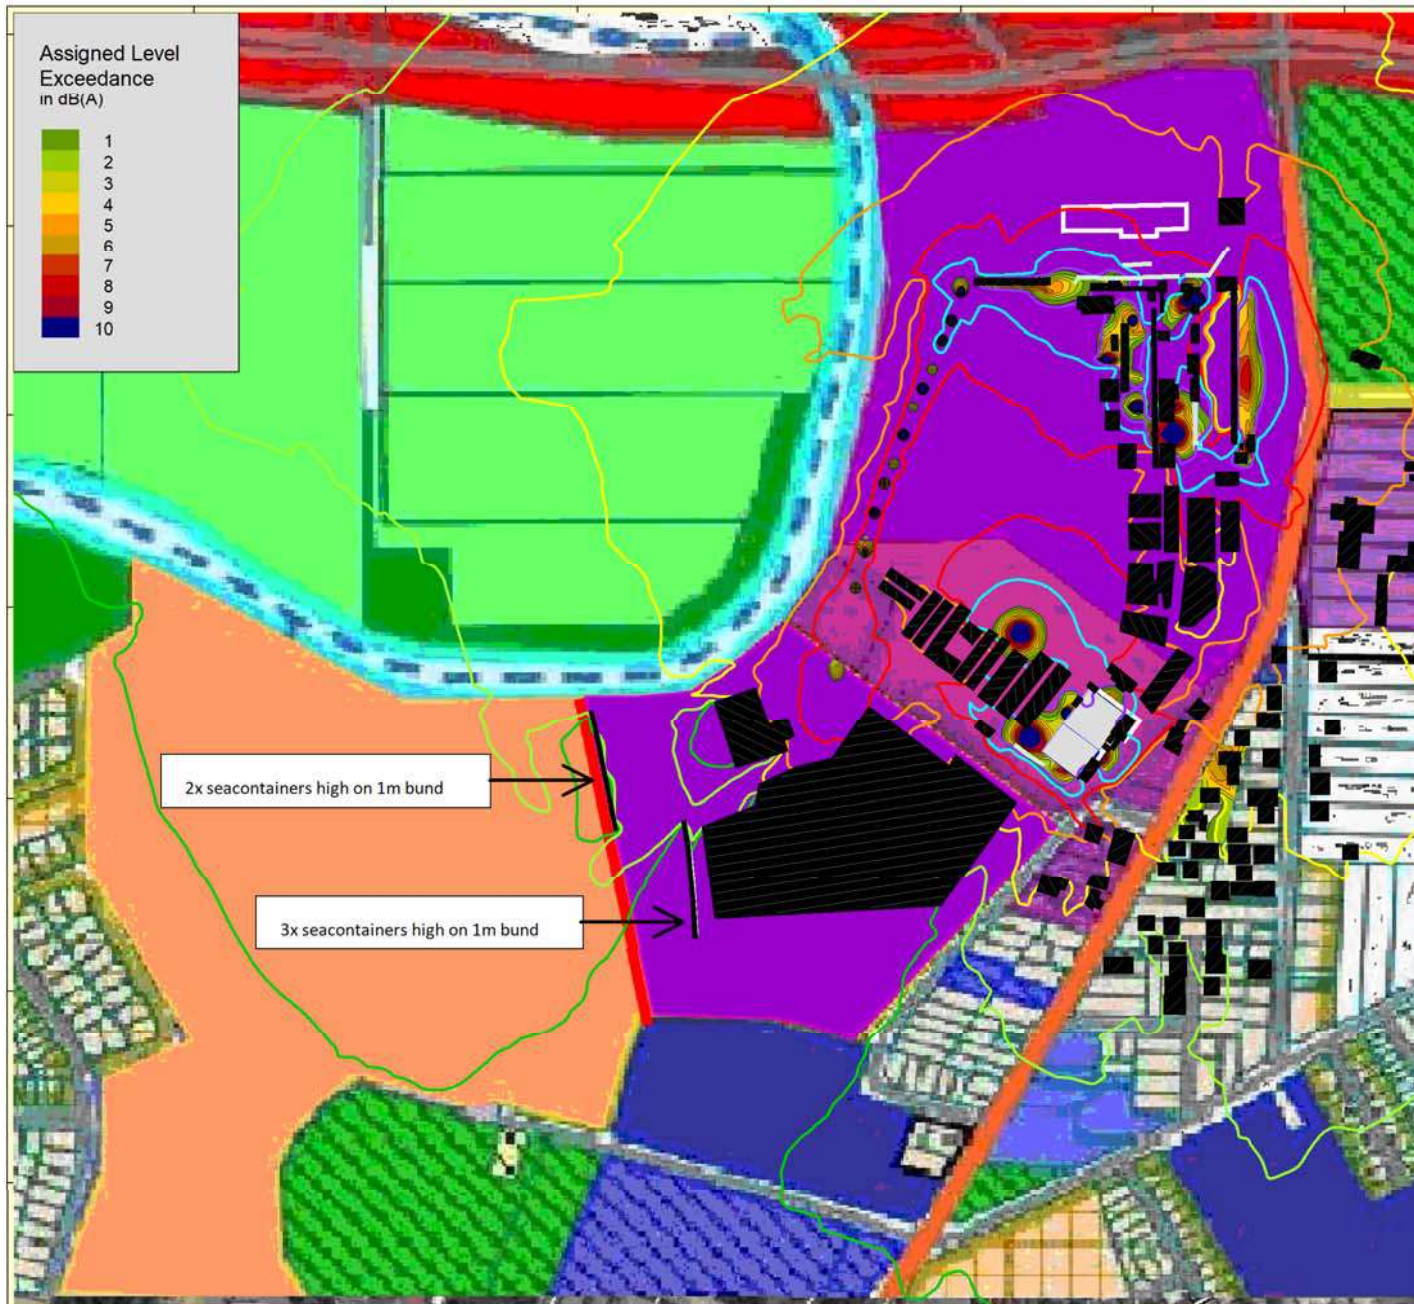 Assigned Level
Exceedance
in dB(A)
1
2
3
4
5
6
7
8
9
10
2x seacontainers high on 1m bund
3x seacontainers high on 1m bund